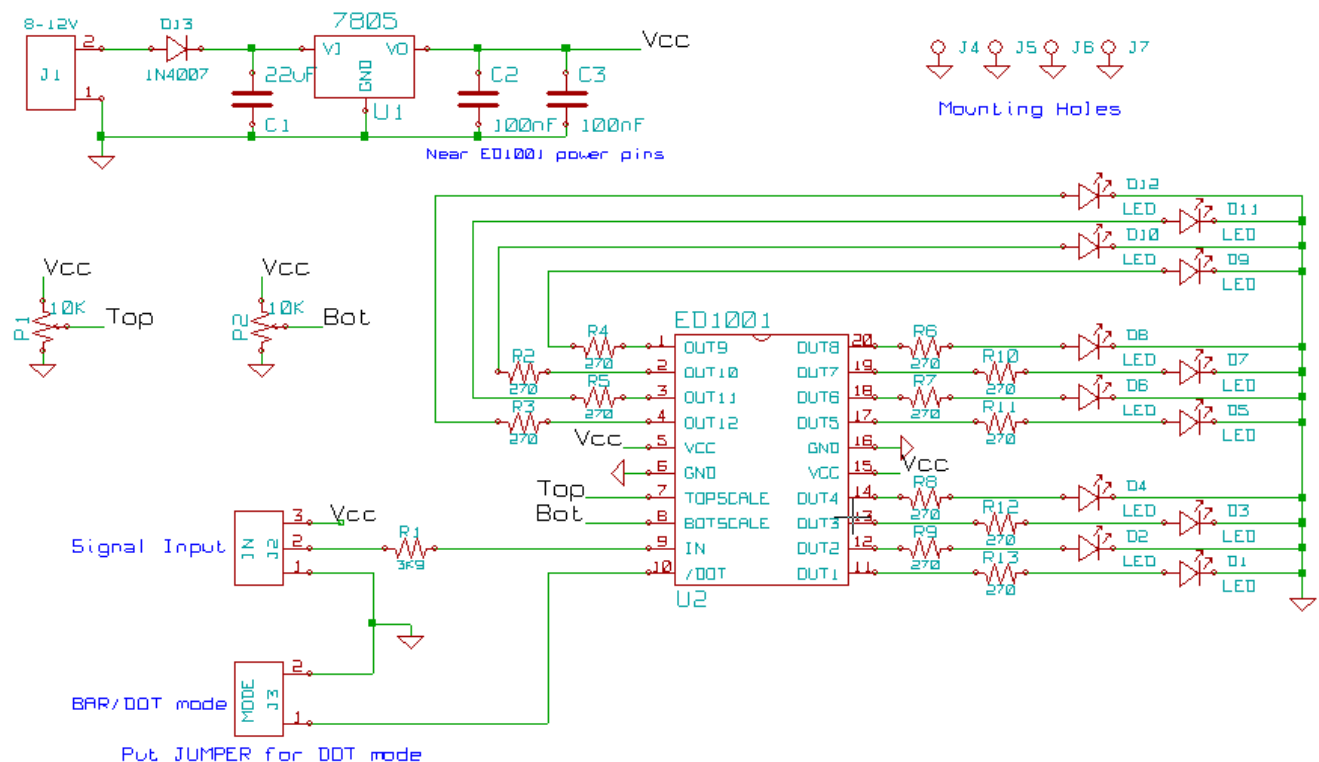 8-12V
D13
7805
Vcc
2
VI
VO
J4 J5 J6 J7
J1
1N4007
22uF
GND
C2
C3
1
U1
Mounting Holes
C1
100nF
100nF
Near ED1001 power pins
D12
LED
D11
LED
D10
LED
D9
LED
Vcc
Vcc
10K
Top
P1
10K
Bot
P2
ED1001
R4
270
1
OUT9
OUT8
20
R6
270
D8
LED
R2
270
2
OUT10
OUT7
19
R10
270
D7
LED
R5
270
3
OUT11
OUT6
18
R7
270
D6
LED
R3
270
4
OUT12
OUT5
17
R11
270
D5
LED
Vcc
5
VCC
GND
16
6
GND
VCC
15
Vcc
Top
7
TOPSCALE
OUT4
14
R8
270
D4
LED
Bot
8
BOTSCALE
OUT3
13
R12
270
D3
LED
9
IN
OUT2
12
R9
270
D2
LED
10
/DOT
OUT1
11
R13
270
D1
LED
U2
Vcc
3
Signal Input
IN
J2
2
R1
3K9
1
2
BAR/DOT mode
MODE
J3
1
Put JUMPER for DOT mode